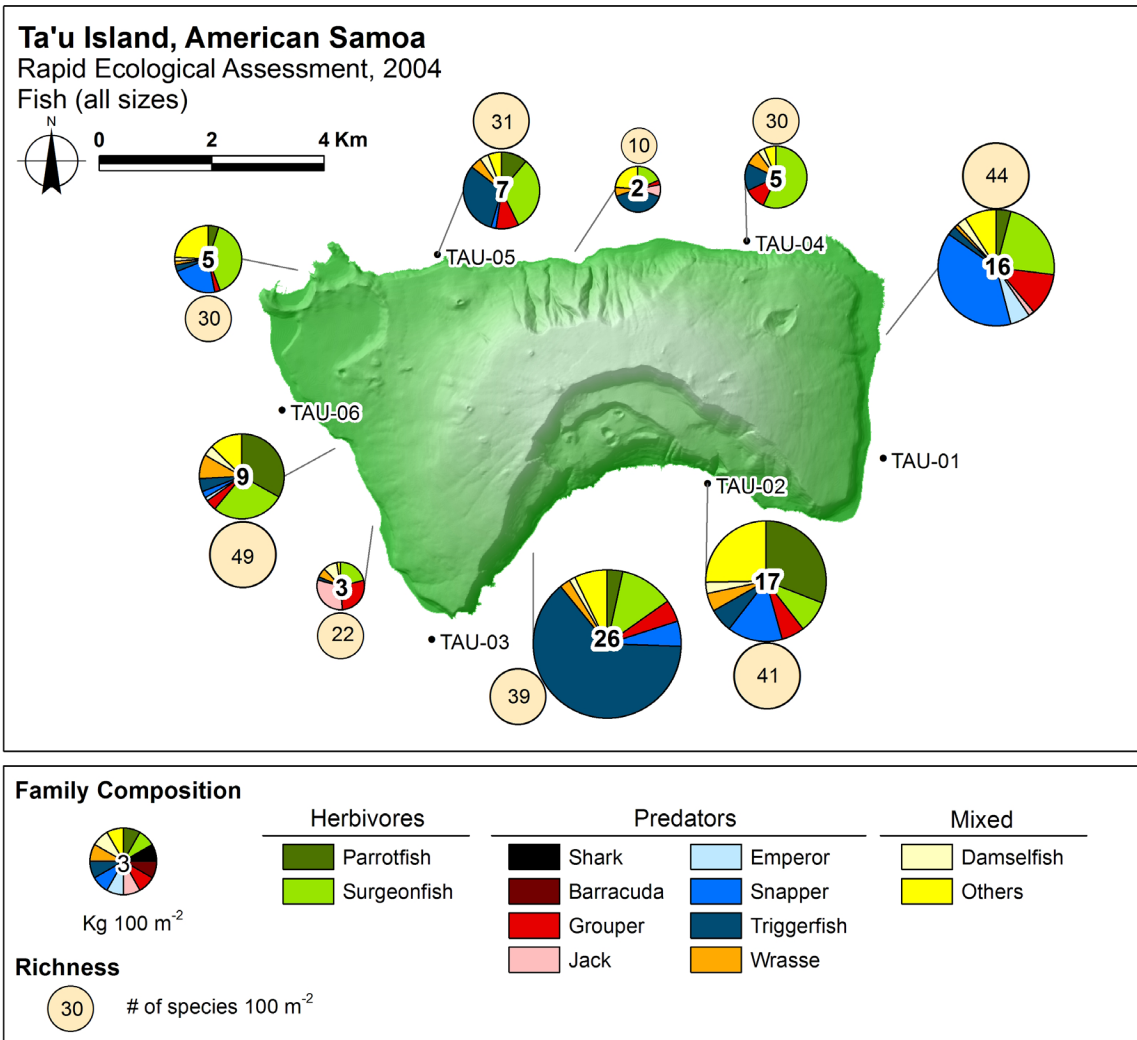 Ta'u Island, American Samoa
Rapid Ecological Assessment, 2004
Fish (all sizes)
N
0 2 4 Km
31
10
30
44
7
2
5
16
TAU-05
TAU-04
5
30
TAU-06
TAU-01
9
TAU-02
49
3
22
17
26
TAU-03
39
41
Family Composition
3
Kg 100 m-2
Richness
30
# of species 100 m-2
Herbivores
Parrotfish
Surgeonfish
Predators
Shark
Barracuda
Grouper
Jack
Emperor
Snapper
Triggerfish
Wrasse
Mixed
Damselfish
Others